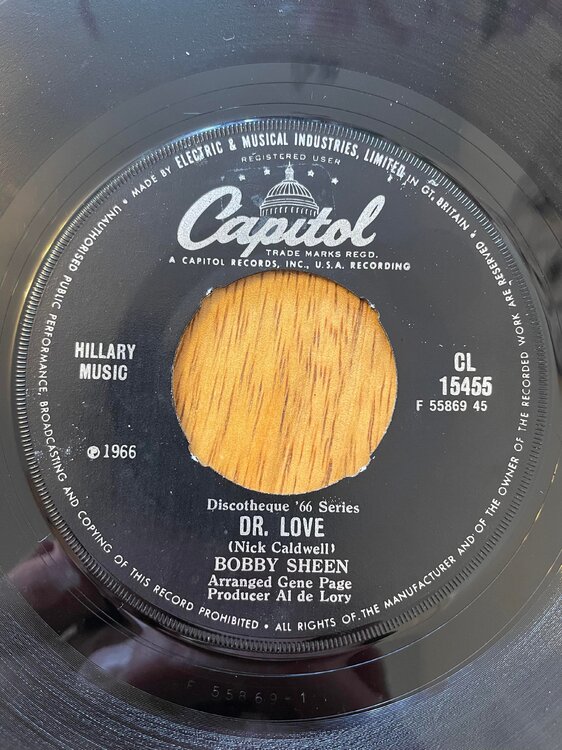 MADE BY ELECTRIC & MUSICAL INDUSTRIES, LIMITED, IN GT. BRITAIN •
REGISTERED USER
Capitol
TRADE MARKS REGD.
A CAPITOL RECORDS, INC., U.S.A. RECORDING
HILLARY
MUSIC
CL
15455
F 55869 45
℗ 1966
Discotheque '66 Series
DR. LOVE
(Nick Caldwell)
BOBBY SHEEN
Arranged Gene Page
Producer Al de Lory
ALL RIGHTS OF THE MANUFACTURER AND OF THE OWNER OF THE RECORDED WORK ARE RESERVED
UNAUTHORISED PUBLIC PERFORMANCE, BROADCASTING AND COPYING OF THIS RECORD PROHIBITED •
F 55869-1